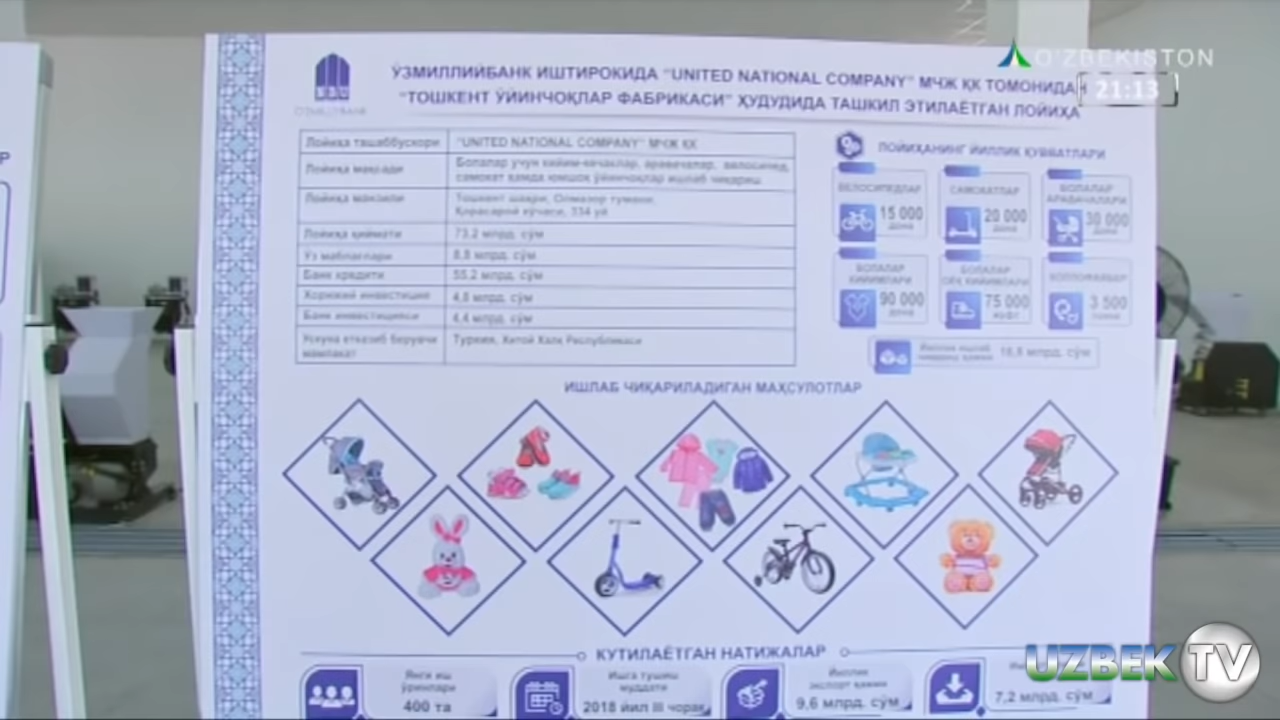 O'ZBEKISTON
21:13
ЎЗМИЛЛИЙБАНК ИШТИРОКИДА "UNITED NATIONAL COMPANY" МЧЖ ҚК ТОМОНИДАН
"ТОШКЕНТ ЎЙИНЧОҚЛАР ФАБРИКАСИ" ҲУДУДИДА ТАШКИЛ ЭТИЛАЁТГАН ЛОЙИҲА
Лойиҳа ташаббускори "UNITED NATIONAL COMPANY" МЧЖ ҚК
Лойиҳа мақсади Болалар учун кийим-кечаклар, аравачалар, велосипед,
самокат ҳамда юмшоқ ўйинчоқлар ишлаб чиқариш
Лойиҳа манзили Тошкент шаҳри, Олмазор тумани,
Қорасарой кўчаси, 334 уй
Лойиҳа қиймати 73,2 млрд. сўм
Ўз маблағлари 8,8 млрд. сўм
Банк кредити 55,2 млрд. сўм
Хорижий инвестиция 4,8 млрд. сўм
Банк инвестицияси 4,4 млрд. сўм
Ускуна етказиб берувчи Туркия, Хитой Халқ Республикаси
мамлакат
ЛОЙИҲАНИНГ ЙИЛЛИК ҚУВВАТЛАРИ
ВЕЛОСИПЕДЛАР
15 000
дона
САМОКАТЛАР
20 000
дона
БОЛАЛАР
АРАВАЧАЛАРИ
30 000
дона
БОЛАЛАР
КИЙИМЛАРИ
90 000
дона
БОЛАЛАР
ОЁҚ КИЙИМЛАРИ
75 000
жуфт
3 500
Йиллик ишлаб
чиқариш ҳажми млрд. сўм
ИШЛАБ ЧИҚАРИЛАДИГАН МАҲСУЛОТЛАР
КУТИЛАЁТГАН НАТИЖАЛАР
Янги иш
ўринлари
400 та
Ишга тушиш
муддати
2018 йил III чорак
Йиллик
экспорт ҳажми
9,6 млрд. сўм
7,2 млрд. сўм
UZBEK TV